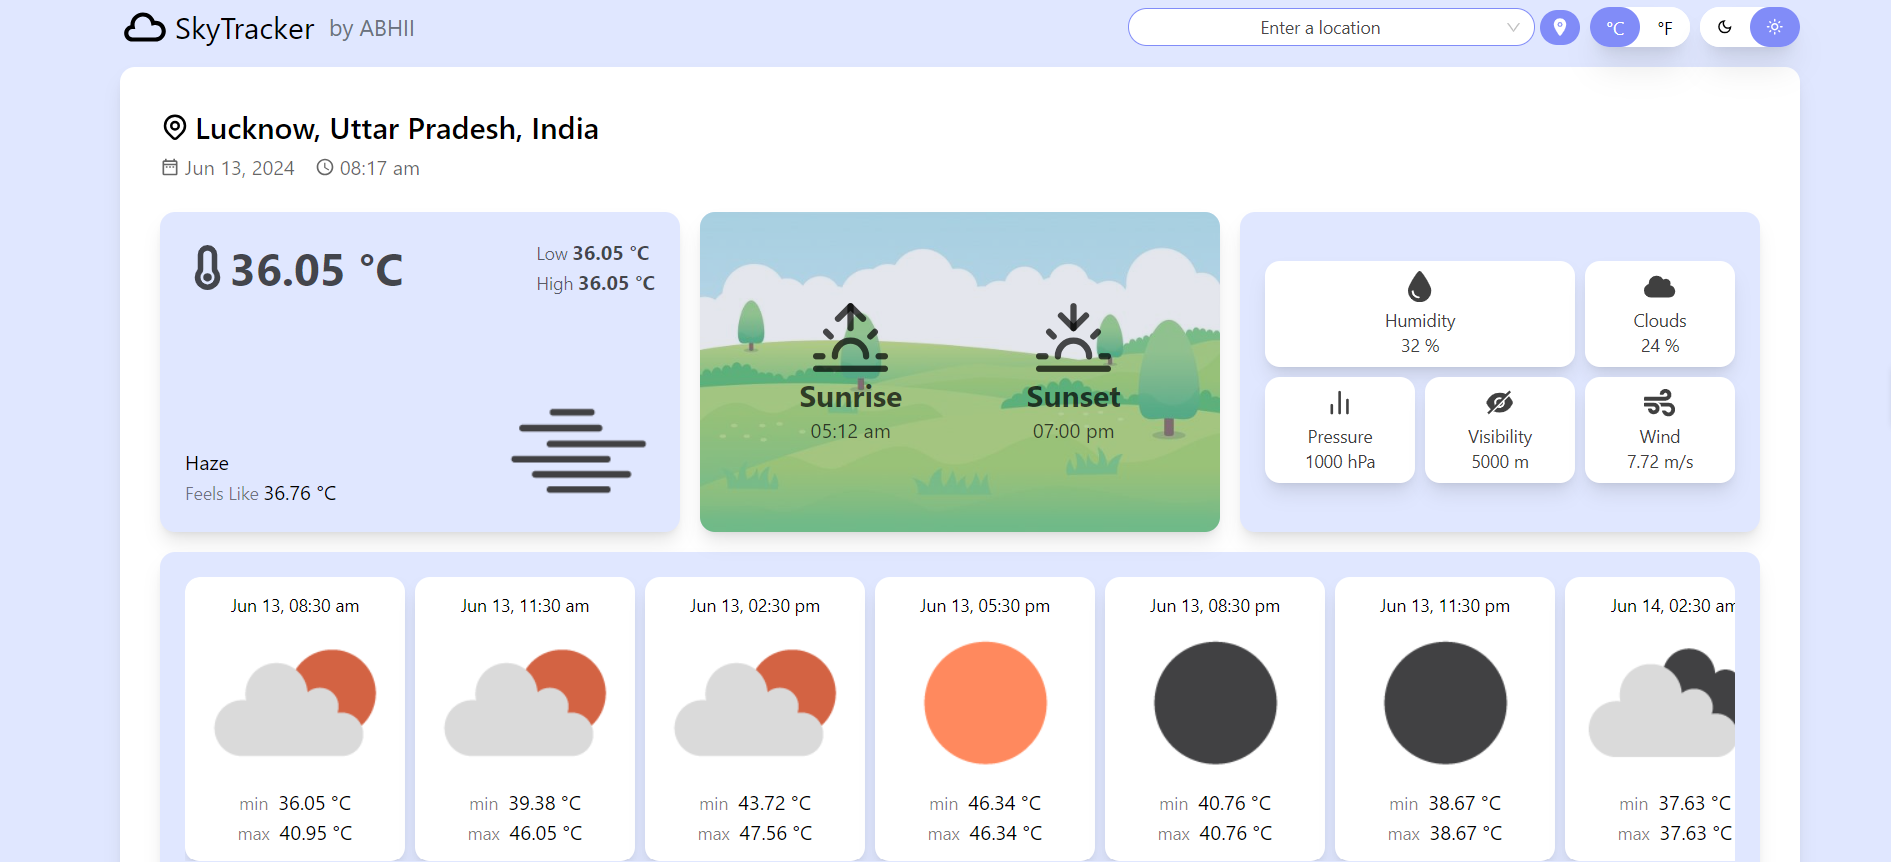 SkyTracker by ABHII
Enter a location
°C °F
Lucknow, Uttar Pradesh, India
Jun 13, 2024 08:17 am
36.05 °C
Low 36.05 °C
High 36.05 °C
Haze
Feels Like 36.76 °C
Sunrise
05:12 am
Sunset
07:00 pm
Humidity
32 %
Clouds
24 %
Pressure
1000 hPa
Visibility
5000 m
Wind
7.72 m/s
Jun 13, 08:30 am
min 36.05 °C
max 40.95 °C
Jun 13, 11:30 am
min 39.38 °C
max 46.05 °C
Jun 13, 02:30 pm
min 43.72 °C
max 47.56 °C
Jun 13, 05:30 pm
min 46.34 °C
max 46.34 °C
Jun 13, 08:30 pm
min 40.76 °C
max 40.76 °C
Jun 13, 11:30 pm
min 38.67 °C
max 38.67 °C
Jun 14, 02:30 am
min 37.63 °C
max 37.63 °C